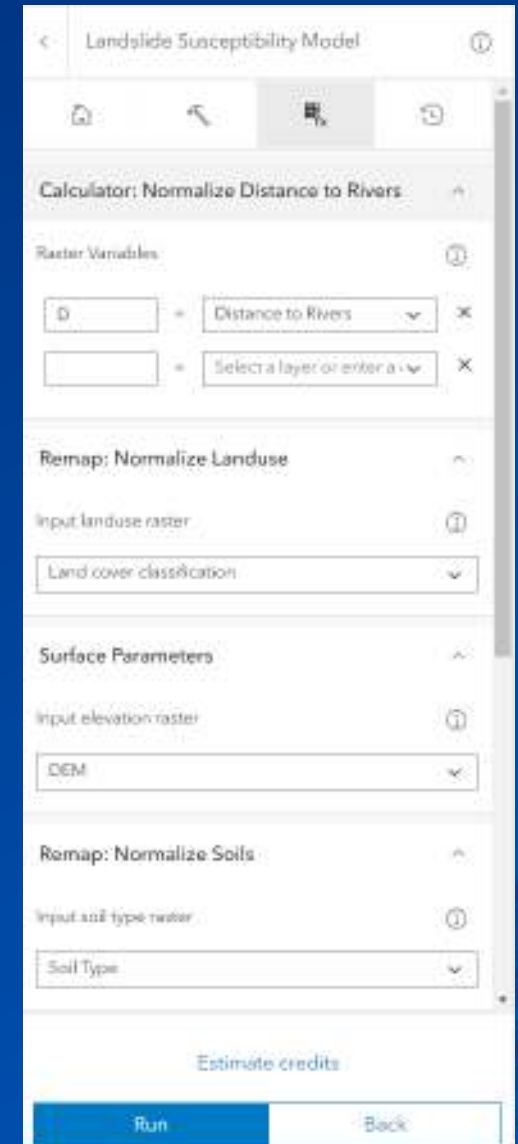 Landslide Susceptibility Model
Calculator: Normalize Distance to Rivers
Raster Variables
D = Distance to Rivers
= Select a layer or enter a
Remap: Normalize Landuse
Input landuse raster
Land cover classification
Surface Parameters
Input elevation raster
DEM
Remap: Normalize Soils
Input soil type raster
Soil Type
Estimate credits
Run Back